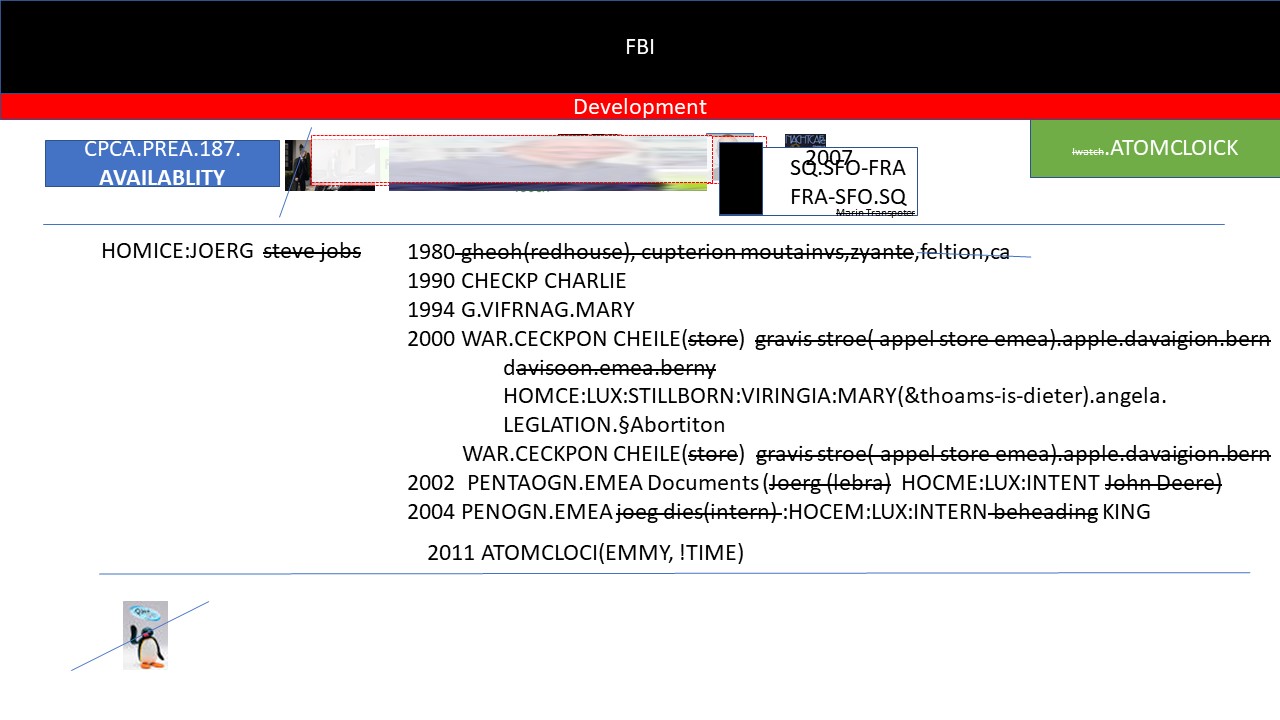 FBI
Development
CPCA.PREA.187.
AVAILABLITY
NACHTCAFE
2007
SQ.SFO-FRA
FRA-SFO.SQ
Marin Transpoter
Iwatch.ATOMCLOICK
HOMICE:JOERG steve jobs
1980 gheoh(redhouse), cupterion moutainvs,zyante,feltion,ca
1990 CHECKP CHARLIE
1994 G.VIFRNAG.MARY
2000 WAR.CECKPON CHEILE(store) gravis stroe( appel store emea).apple.davaigion.bern
davisoon.emea.berny
HOMCE:LUX:STILLBORN:VIRINGIA:MARY(&thoams-is-dieter).angela.
LEGLATION.§Abortiton
WAR.CECKPON CHEILE(store) gravis stroe( appel store emea).apple.davaigion.bern
2002 PENTAOGN.EMEA Documents (Joerg (lebra) HOCME:LUX:INTENT John Deere)
2004 PENOGN.EMEA joeg dies(intern) :HOCEM:LUX:INTERN beheading KING
2011 ATOMCLOCI(EMMY, !TIME)